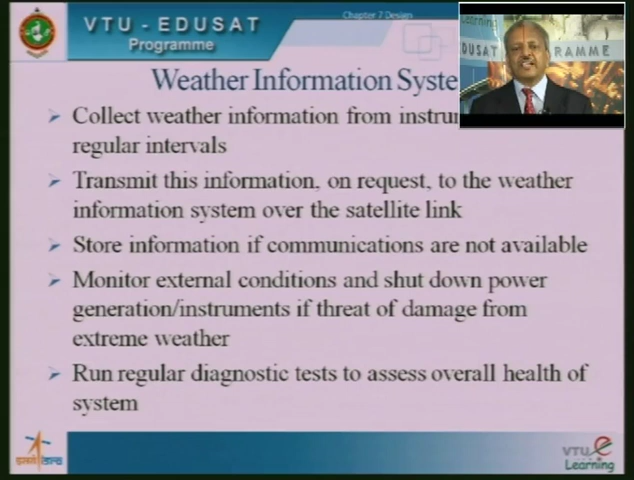 Chapter 7 Design
VTU - EDUSAT
Programme
Learning
EDUSAT
RAMME
Weather Information Syste
➢ Collect weather information from instru
regular intervals
➢ Transmit this information, on request, to the weather
information system over the satellite link
➢ Store information if communications are not available
➢ Monitor external conditions and shut down power
generation/instruments if threat of damage from
extreme weather
➢ Run regular diagnostic tests to assess overall health of
system
इसरो isro
VTU e
Learning